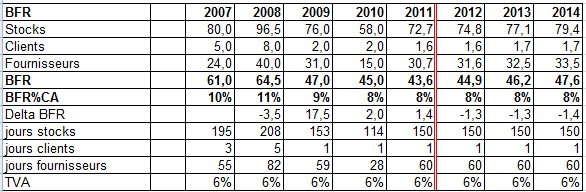 BFR 2007 2008 2009 2010 2011 2012 2013 2014
Stocks 80,0 96,5 76,0 58,0 72,7 74,8 77,1 79,4
Clients 5,0 8,0 2,0 2,0 1,6 1,6 1,7 1,7
Fournisseurs 24,0 40,0 31,0 15,0 30,7 31,6 32,5 33,5
BFR 61,0 64,5 47,0 45,0 43,6 44,9 46,2 47,6
BFR%CA 10% 11% 9% 8% 8% 8% 8% 8%
Delta BFR -3,5 17,5 2,0 1,4 -1,3 -1,3 -1,4
jours stocks 195 208 153 114 150 150 150 150
jours clients 3 5 1 1 1 1 1 1
jours fournisseurs 55 82 59 28 60 60 60 60
TVA 6% 6% 6% 6% 6% 6% 6% 6%